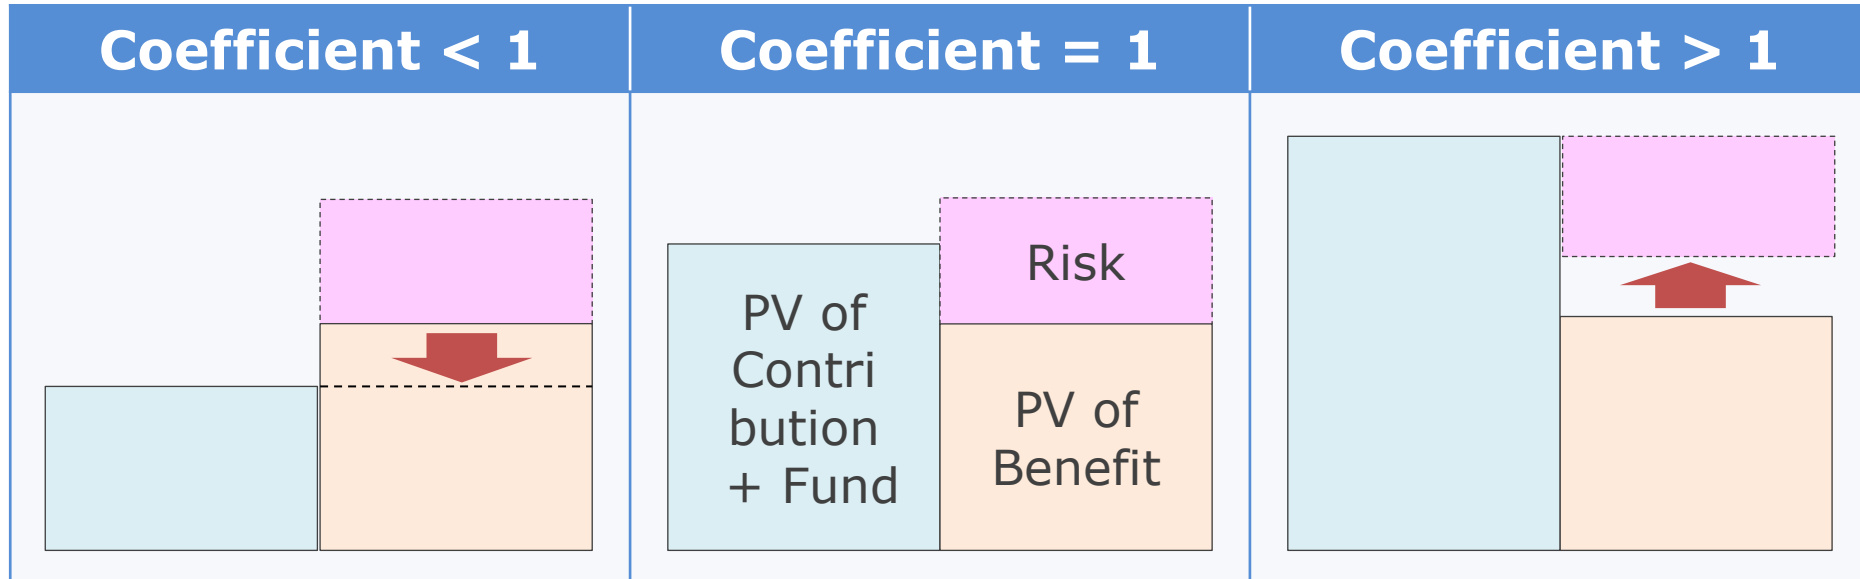 Coefficient < 1
Coefficient = 1
Coefficient > 1
PV of
Contri
bution
+ Fund
Risk
PV of
Benefit